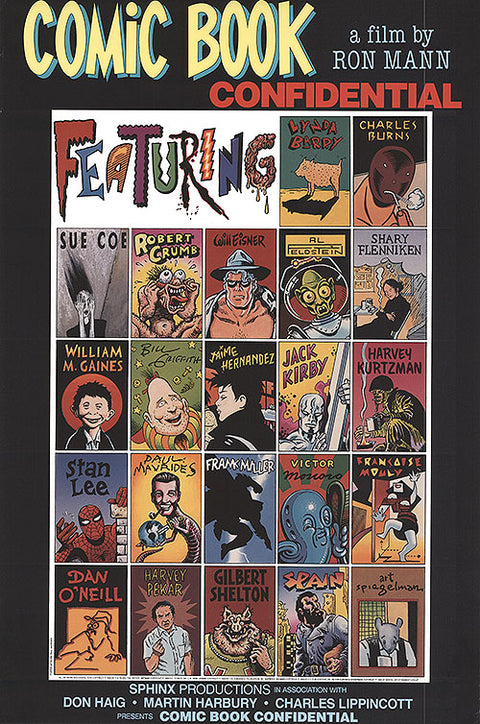 COMIC BOOK
CONFIDENTIAL
a film by
RON MANN
FEATURING
LYNDA
BARRY
CHARLES
BURNS
SUE COE
ROBERT
CRUMB
Will EISNER
AL
FELDSTEIN
SHARY
FLENNIKEN
WILLIAM
M. GAINES
BILL
GRIFFITH
JAIME
HERNANDEZ
JACK
KIRBY
HARVEY
KURTZMAN
Stan
Lee
PAUL
MAVRIDES
FRANK MILLER
VICTOR
Moscoso
FRANÇOISE
MOULY
DAN
O'NEILL
HARVEY
PEKAR
GILBERT
SHELTON
SPAIN
art
spiegelman
SPHINX PRODUCTIONS IN ASSOCIATION WITH
DON HAIG • MARTIN HARBURY • CHARLES LIPPINCOTT
PRESENTS COMIC BOOK CONFIDENTIAL